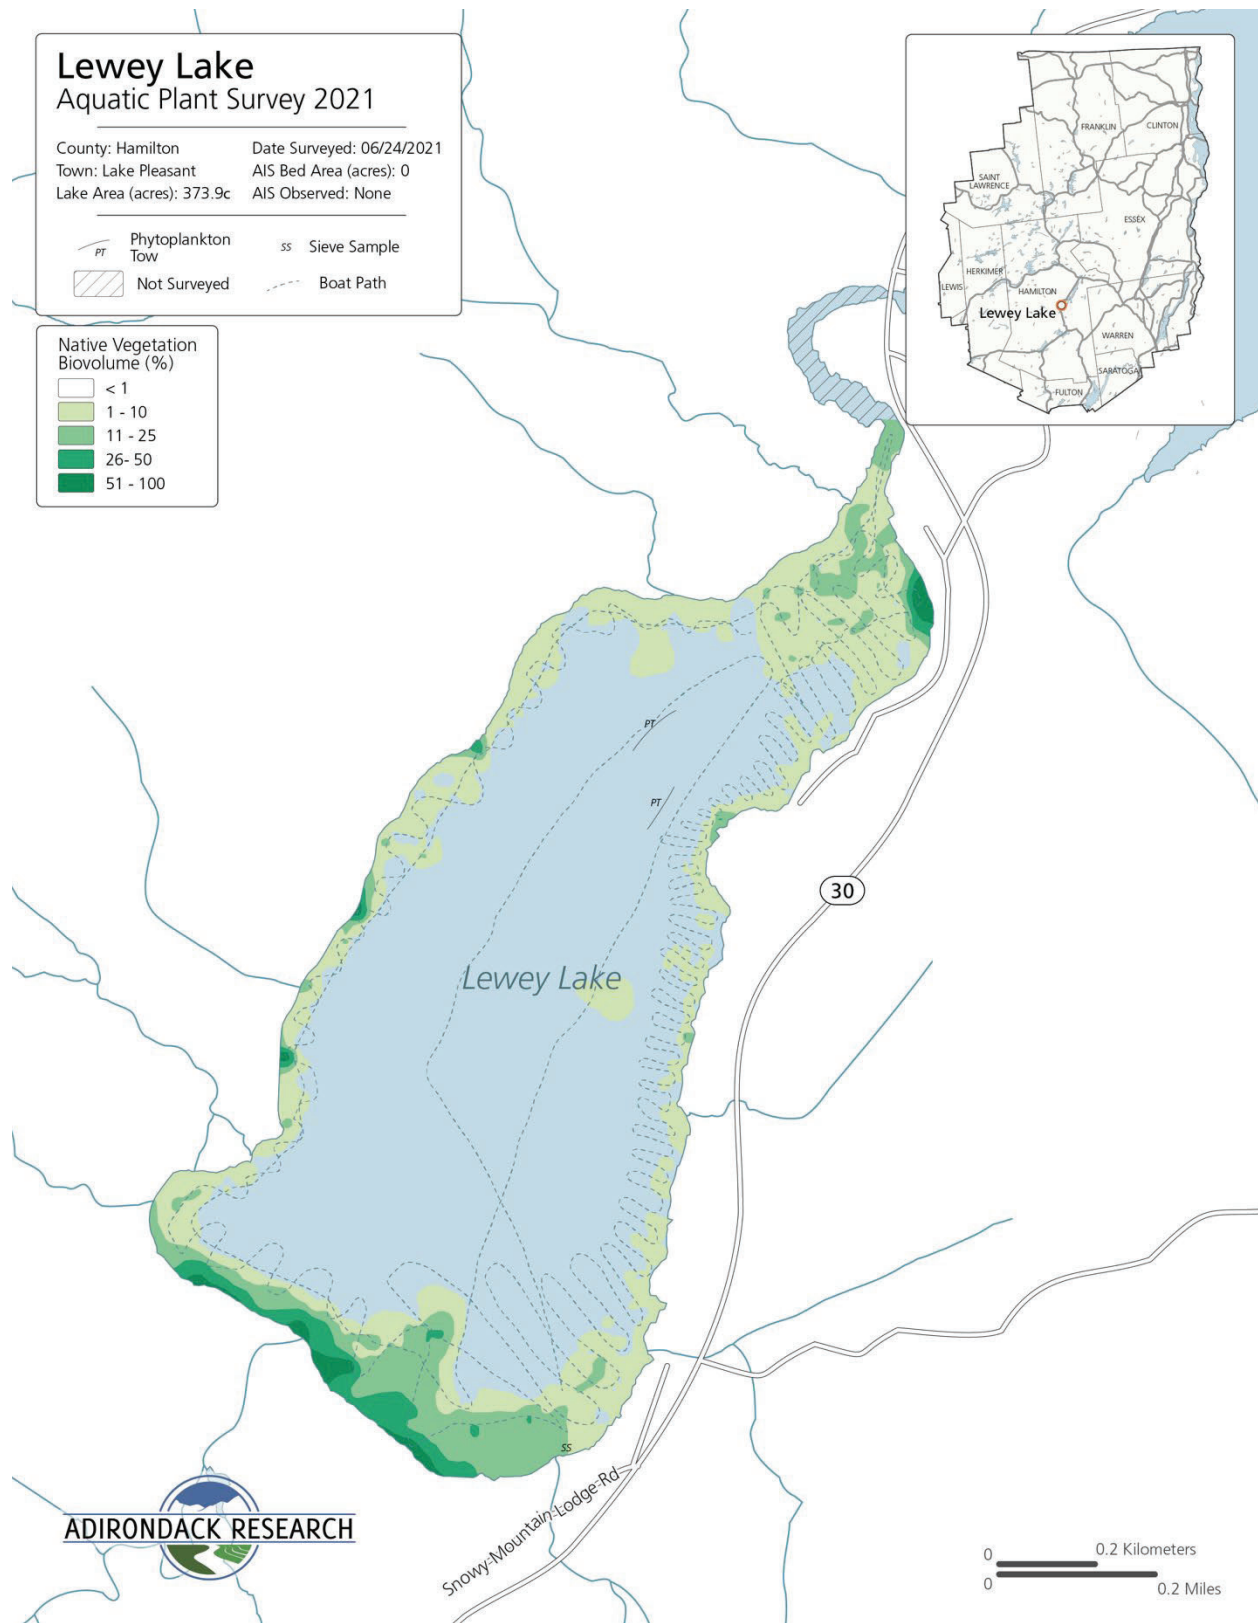 Lewey Lake
Aquatic Plant Survey 2021
County: Hamilton
Town: Lake Pleasant
Lake Area (acres): 373.9c
Date Surveyed: 06/24/2021
AIS Bed Area (acres): 0
AIS Observed: None
PT
Phytoplankton
Tow
ss
Sieve Sample
Not Surveyed
Boat Path
Native Vegetation
Biovolume (%)
< 1
1 - 10
11 - 25
26- 50
51 - 100
FRANKLIN
CLINTON
SAINT
LAWRENCE
ESSEX
HERKIMER
LEWIS
HAMILTON
Lewey Lake
WARREN
SARATOGA
FULTON
PT
PT
30
Lewey Lake
ss
Snowy-Mountain-Lodge-Rd
ADIRONDACK RESEARCH
0
0.2 Kilometers
0
0.2 Miles